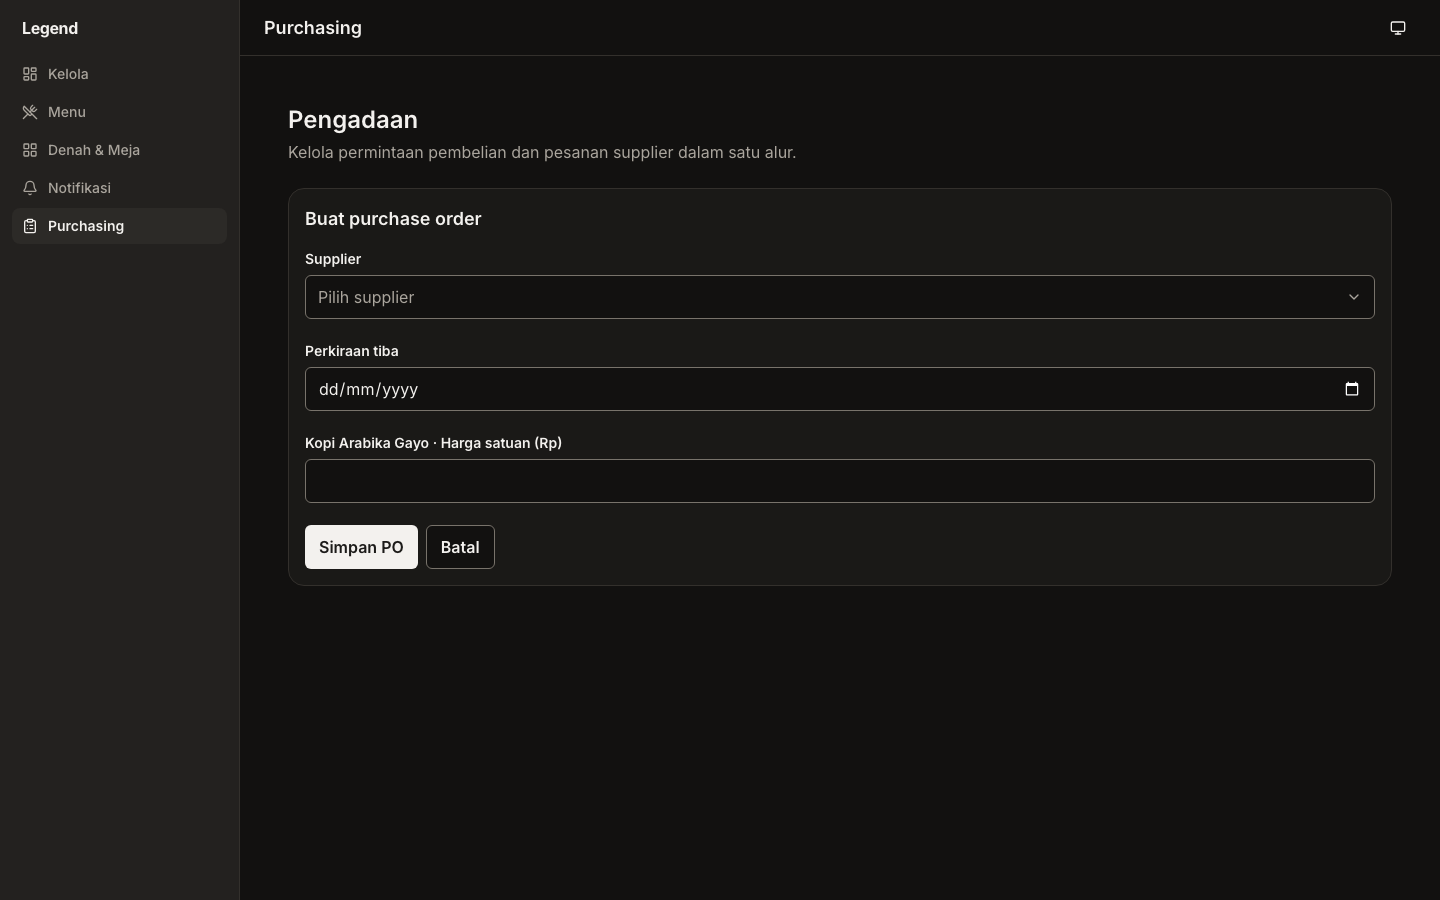 Legend
Kelola
Menu
Denah & Meja
Notifikasi
Purchasing
Purchasing
Pengadaan
Kelola permintaan pembelian dan pesanan supplier dalam satu alur.
Buat purchase order
Supplier
Pilih supplier
Perkiraan tiba
dd/mm/yyyy
Kopi Arabika Gayo · Harga satuan (Rp)
Simpan PO
Batal